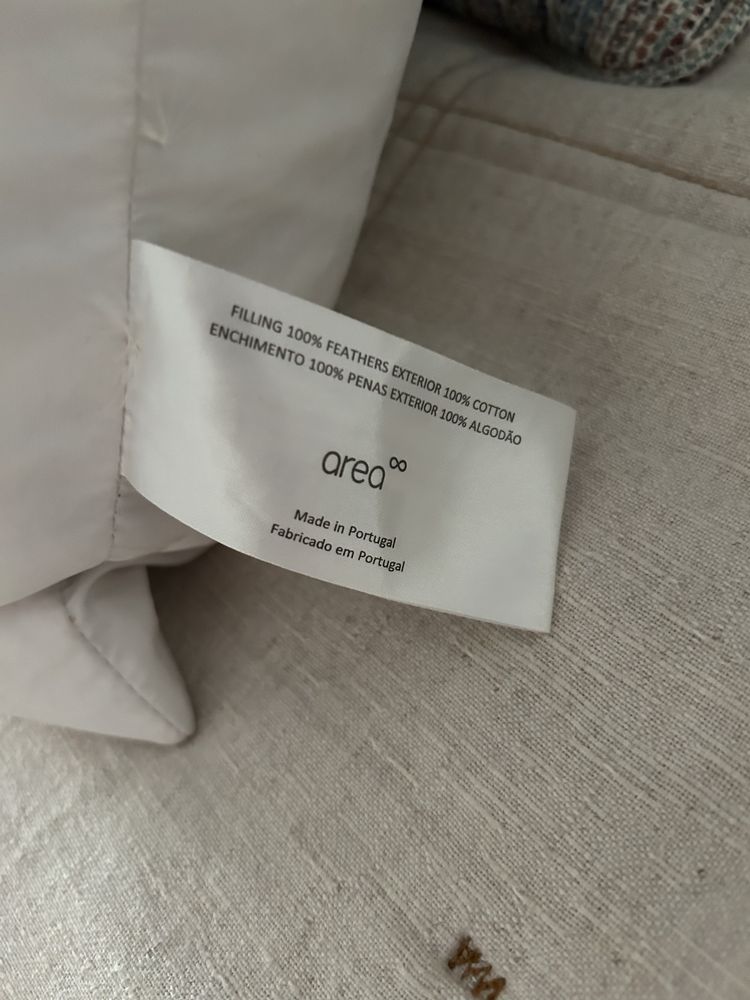 FILLING 100% FEATHERS EXTERIOR 100% COTTON
ENCHIMENTO 100% PENAS EXTERIOR 100% ALGODÃO
area∞
Made in Portugal
Fabricado em Portugal